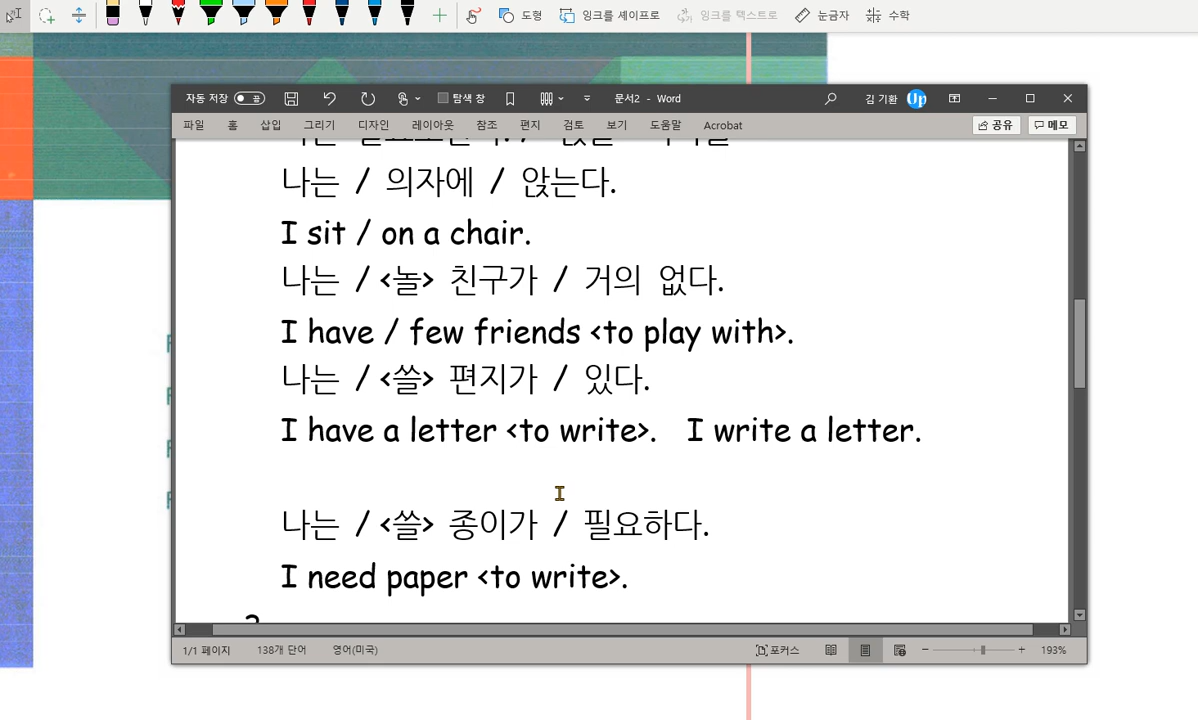 도형 잉크를 셰이프로 잉크를 텍스트로 눈금자 수학
자동 저장 끔 탐색 창 문서2 - Word 김 기환 Up
파일 홈 삽입 그리기 디자인 레이아웃 참조 편지 검토 보기 도움말 Acrobat 공유 메모
나는 / 의자에 / 앉는다.
I sit / on a chair.
나는 / <놀> 친구가 / 거의 없다.
I have / few friends <to play with>.
나는 / <쓸> 편지가 / 있다.
I have a letter <to write>. I write a letter.
나는 / <쓸> 종이가 / 필요하다.
I need paper <to write>.
1/1 페이지 138개 단어 영어(미국) 포커스 193%